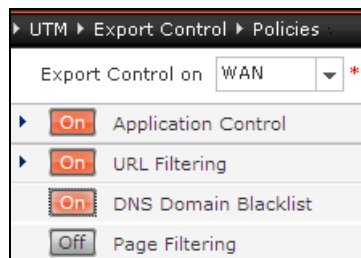 UTM Export Control Policies
Export Control on WAN *
On Application Control
On URL Filtering
On DNS Domain Blacklist
Off Page Filtering